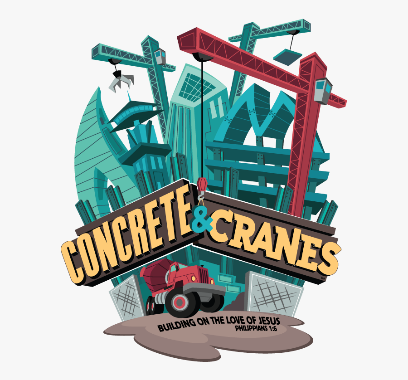 CONCRETE & CRANES
BUILDING ON THE LOVE OF JESUS
PHILIPPIANS 1:6